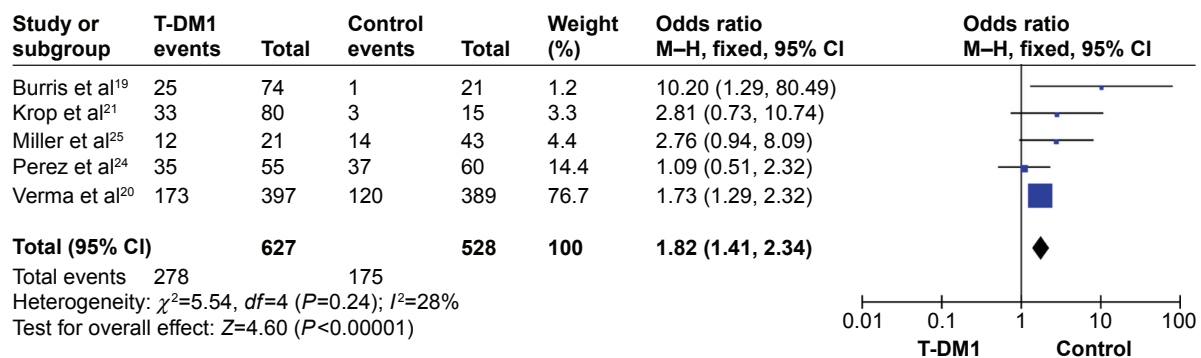 Study or subgroup T-DM1 events Total Control events Total Weight (%) Odds ratio M–H, fixed, 95% CI Odds ratio M–H, fixed, 95% CI
Burris et al¹⁹ 25 74 1 21 1.2 10.20 (1.29, 80.49)
Krop et al²¹ 33 80 3 15 3.3 2.81 (0.73, 10.74)
Miller et al²⁵ 12 21 14 43 4.4 2.76 (0.94, 8.09)
Perez et al²⁴ 35 55 37 60 14.4 1.09 (0.51, 2.32)
Verma et al²⁰ 173 397 120 389 76.7 1.73 (1.29, 2.32)
Total (95% CI) 627 528 100 1.82 (1.41, 2.34)
Total events 278 175
Heterogeneity: χ²=5.54, df=4 (P=0.24); I²=28%
Test for overall effect: Z=4.60 (P<0.00001)
0.01 0.1 1 10 100
T-DM1 Control